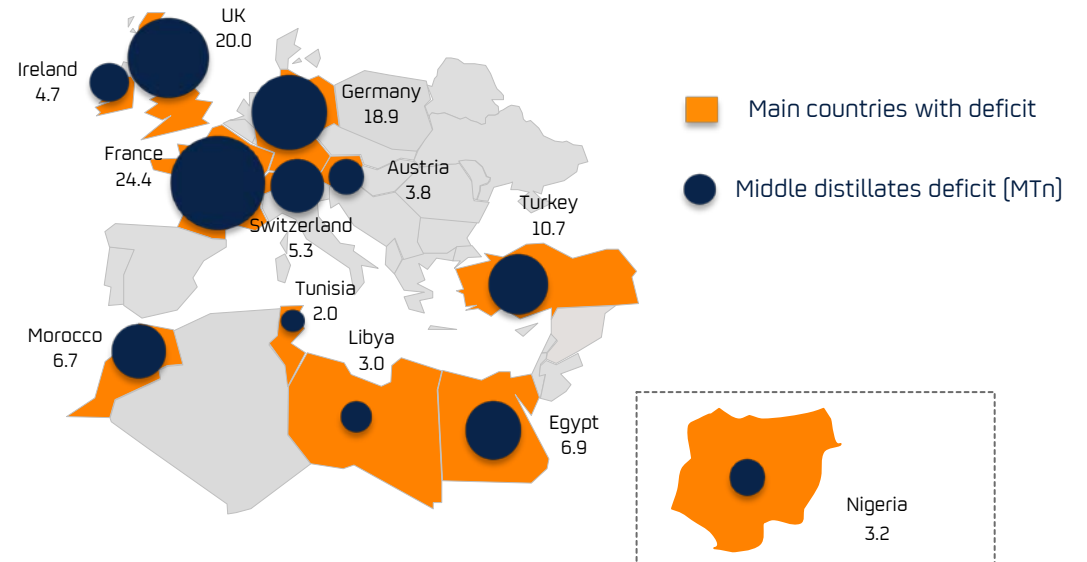 UK
20.0
Ireland
4.7
Germany
18.9
France
24.4
Austria
3.8
Switzerland
5.3
Turkey
10.7
Tunisia
2.0
Morocco
6.7
Libya
3.0
Egypt
6.9
Main countries with deficit
Middle distillates deficit (MTn)
Nigeria
3.2